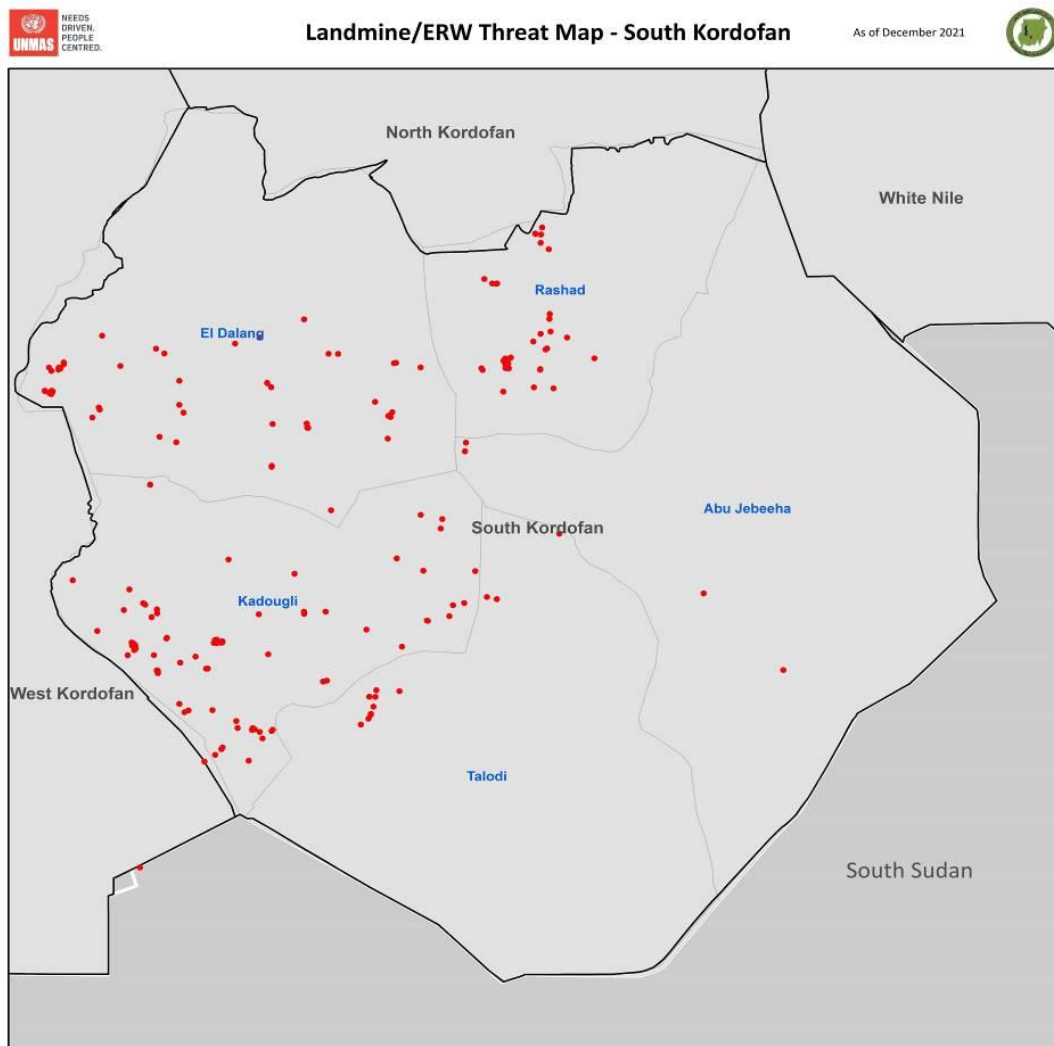 UNMAS
NEEDS
DRIVEN.
PEOPLE
CENTRED.
Landmine/ERW Threat Map - South Kordofan
As of December 2021
North Kordofan
White Nile
Rashad
El Dalang
Abu Jebeeha
South Kordofan
Kadougli
West Kordofan
Talodi
South Sudan